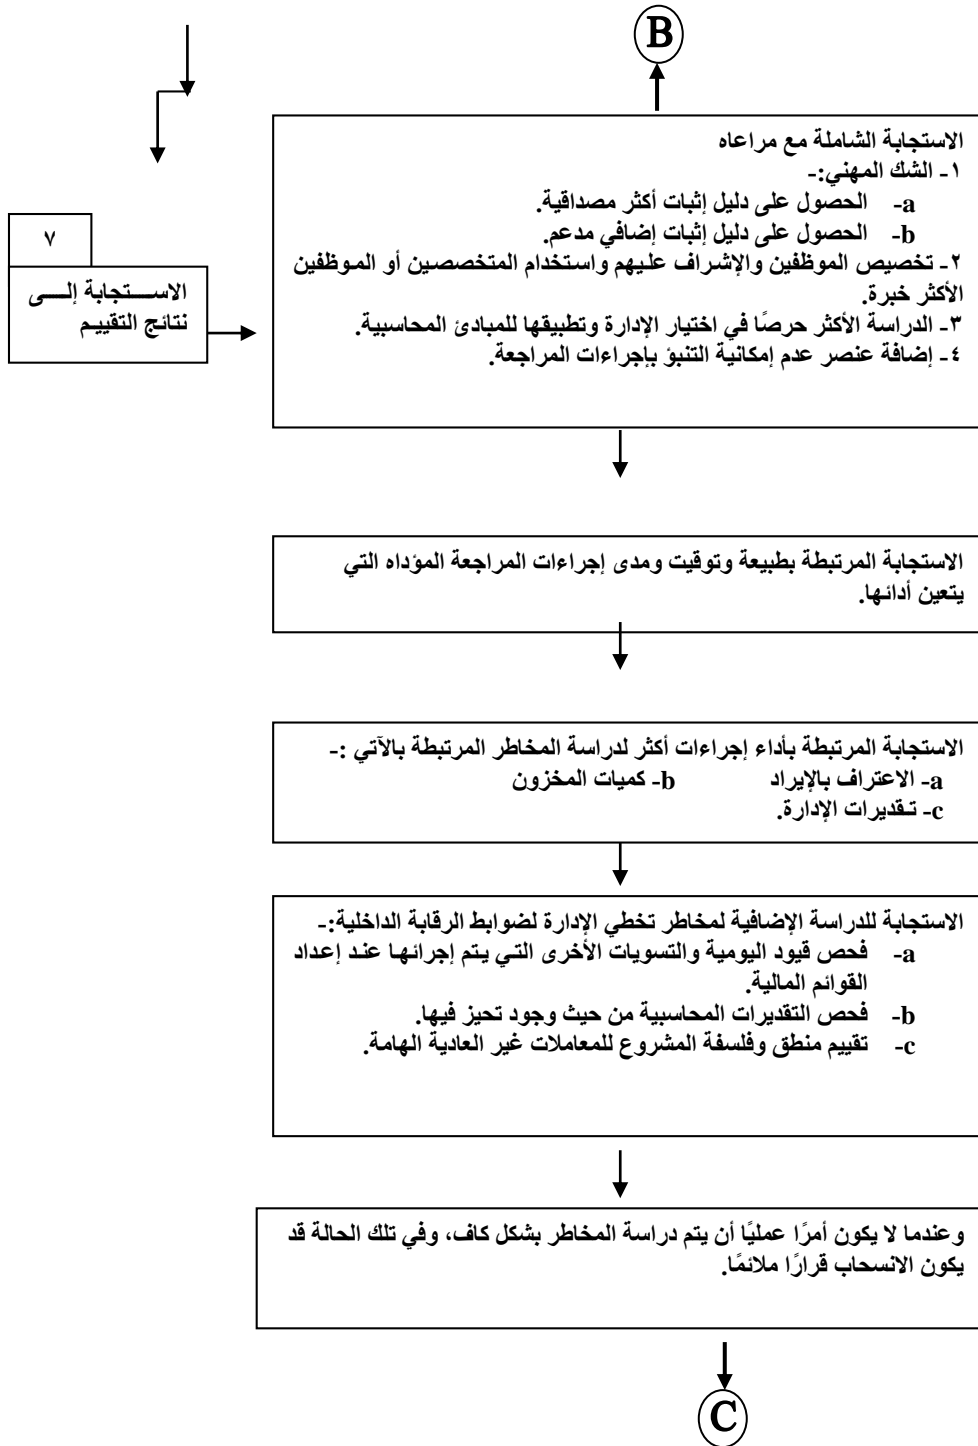 B
الاستجابة الشاملة مع مراعاه
١- الشك المهني:-
a- الحصول على دليل إثبات أكثر مصداقية.
b- الحصول على دليل إثبات إضافي مدعم.
٢- تخصيص الموظفين والإشراف عليهم واستخدام المتخصصين أو الموظفين
الأكثر خبرة.
٣- الدراسة الأكثر حرصًا في اختيار الإدارة وتطبيقها للمبادئ المحاسبية.
٤- إضافة عنصر عدم إمكانية التنبؤ بإجراءات المراجعة.
٧
الاستجابة إلى
نتائج التقييم
الاستجابة المرتبطة بطبيعة وتوقيت ومدى إجراءات المراجعة المؤداه التي
يتعين أدائها.
الاستجابة المرتبطة بأداء إجراءات أكثر لدراسة المخاطر المرتبطة بالآتي :-
a- الاعتراف بالإيراد b- كميات المخزون
c- تقديرات الإدارة.
الاستجابة للدراسة الإضافية لمخاطر تخطي الإدارة لضوابط الرقابة الداخلية:-
a- فحص قيود اليومية والتسويات الأخرى التي يتم إجرائها عند إعداد
القوائم المالية.
b- فحص التقديرات المحاسبية من حيث وجود تحيز فيها.
c- تقييم منطق وفلسفة المشروع للمعاملات غير العادية الهامة.
وعندما لا يكون أمرًا عمليًا أن يتم دراسة المخاطر بشكل كاف، وفي تلك الحالة قد
يكون الانسحاب قرارًا ملائمًا.
C